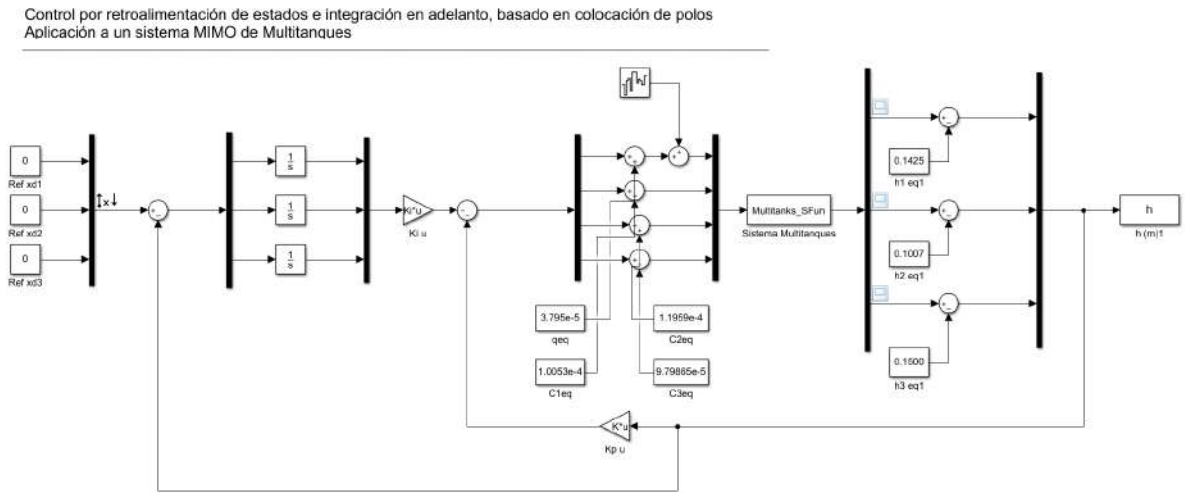 Control por retroalimentación de estados e integración en adelanto, basado en colocación de polos
Aplicación a un sistema MIMO de Multitanques
0
Ref xd1
0
Ref xd2
0
Ref xd3
x
1
s
1
s
1
s
Ki*u
Ki u
3.795e-5
qeq
1.0053e-4
C1eq
1.1959e-4
C2eq
9.79865e-5
C3eq
K*u
Kp u
Multitanks_SFun
Sistema Multitanques
0.1425
h1 eq1
0.1007
h2 eq1
0.1500
h3 eq1
h
h (m)1